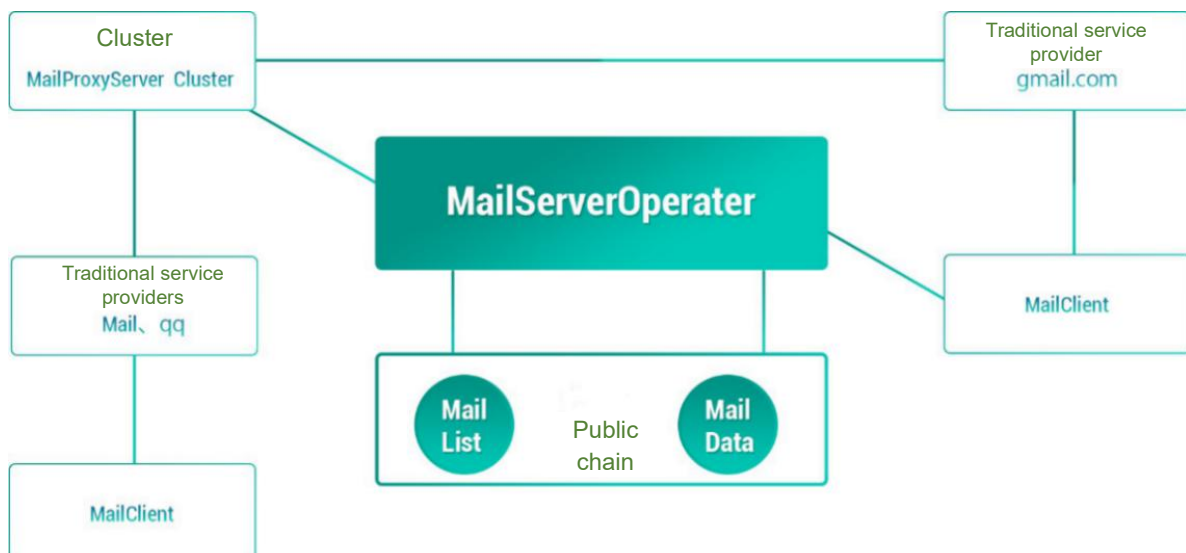 Cluster
MailProxyServer Cluster
Traditional service
provider
gmail.com
MailServerOperater
Traditional service
providers
Mail、qq
MailClient
Mail
List
Public
chain
Mail
Data
MailClient